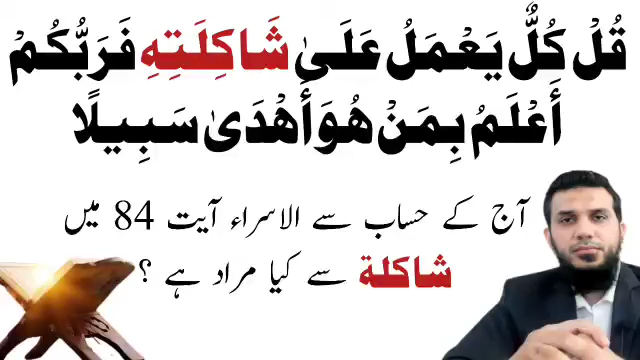 قُلْ كُلٌّ يَعْمَلُ عَلَىٰ شَاكِلَتِهِ فَرَبُّكُمْ
أَعْلَمُ بِمَنْ هُوَ أَهْدَىٰ سَبِيلًا
آج کے حساب سے الاسراء آیت 84 میں
شاکلة سے کیا مراد ہے ؟